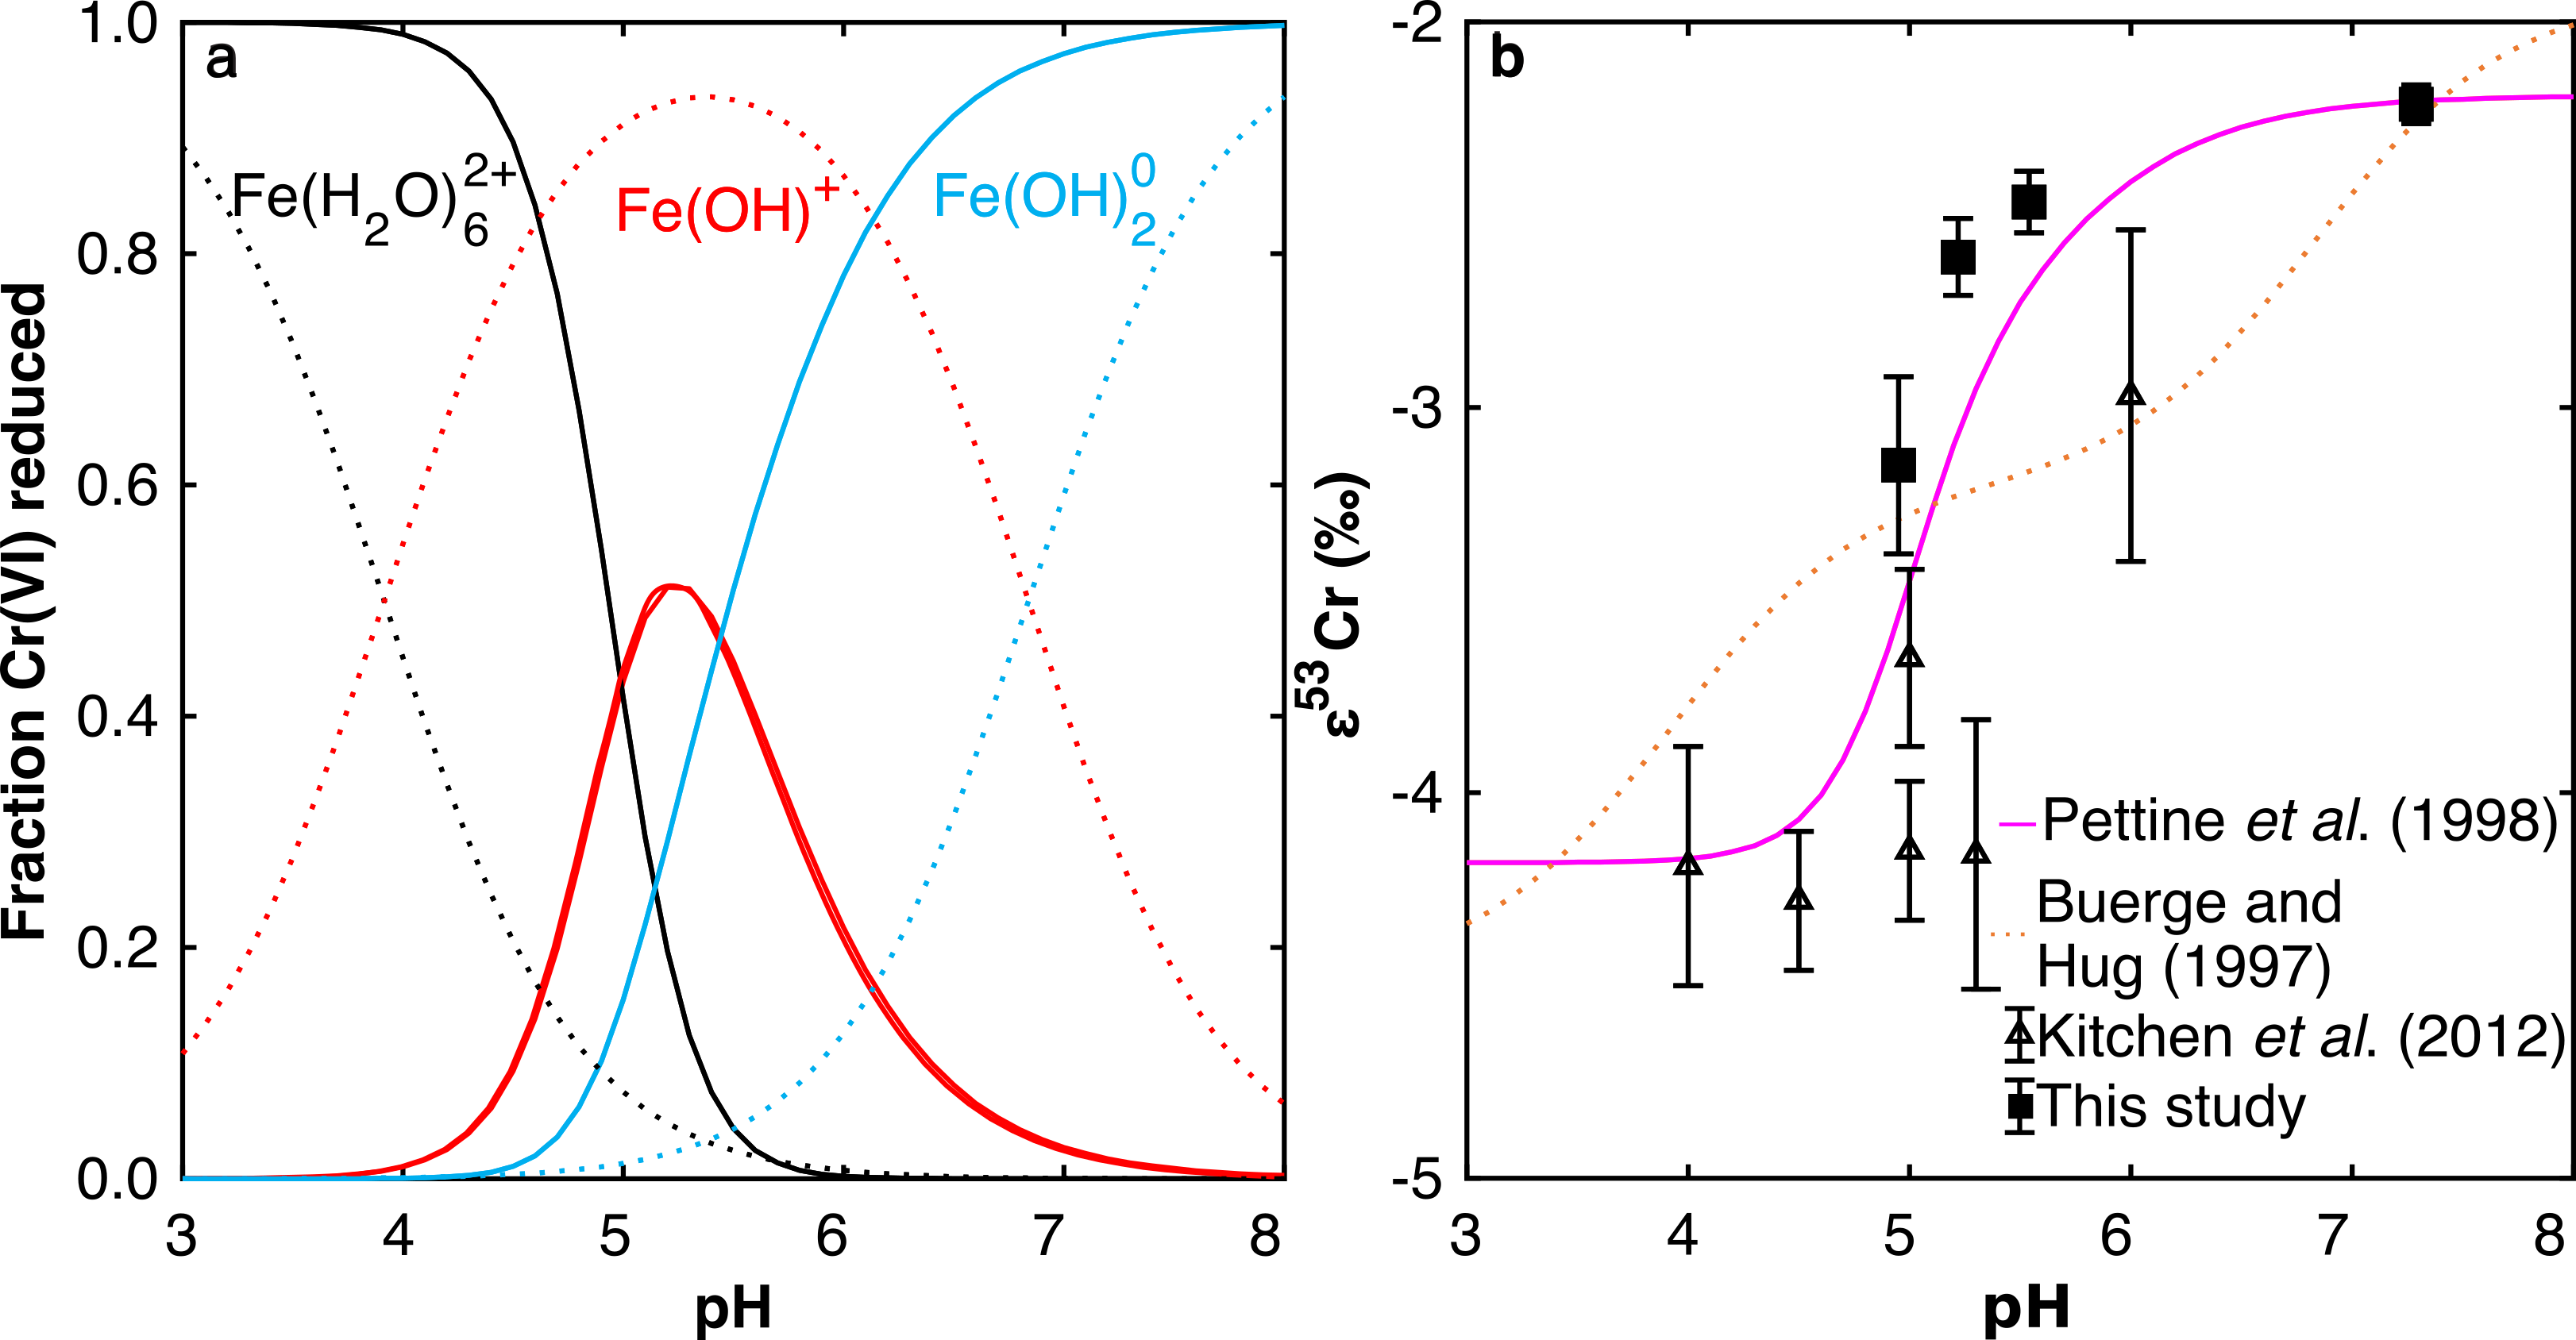 a
1.0
0.8
0.6
0.4
0.2
0.0
Fraction Cr(VI) reduced
Fe(H₂O)₆²⁺
Fe(OH)⁺
Fe(OH)₂⁰
3 4 5 6 7 8
pH
b
-2
-3
-4
-5
ε⁵³Cr (‰)
Pettine et al. (1998)
Buerge and
Hug (1997)
Kitchen et al. (2012)
This study
3 4 5 6 7 8
pH